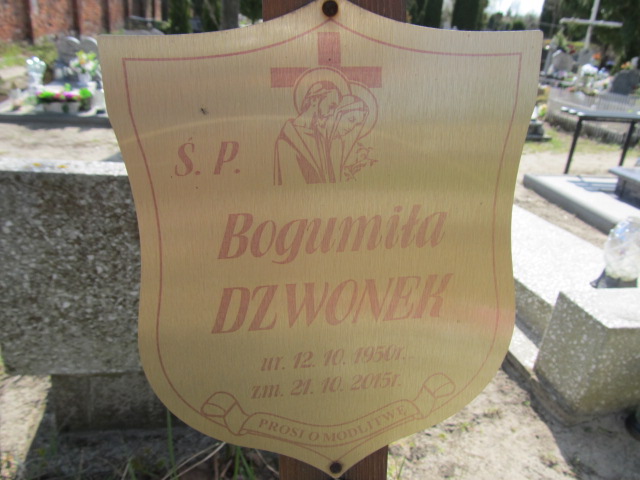 Ś. P.
Bogumiła
DZWONEK
ur. 12. 10. 1950r.
zm. 21. 10. 2015r.
PROSI O MODLITWĘ